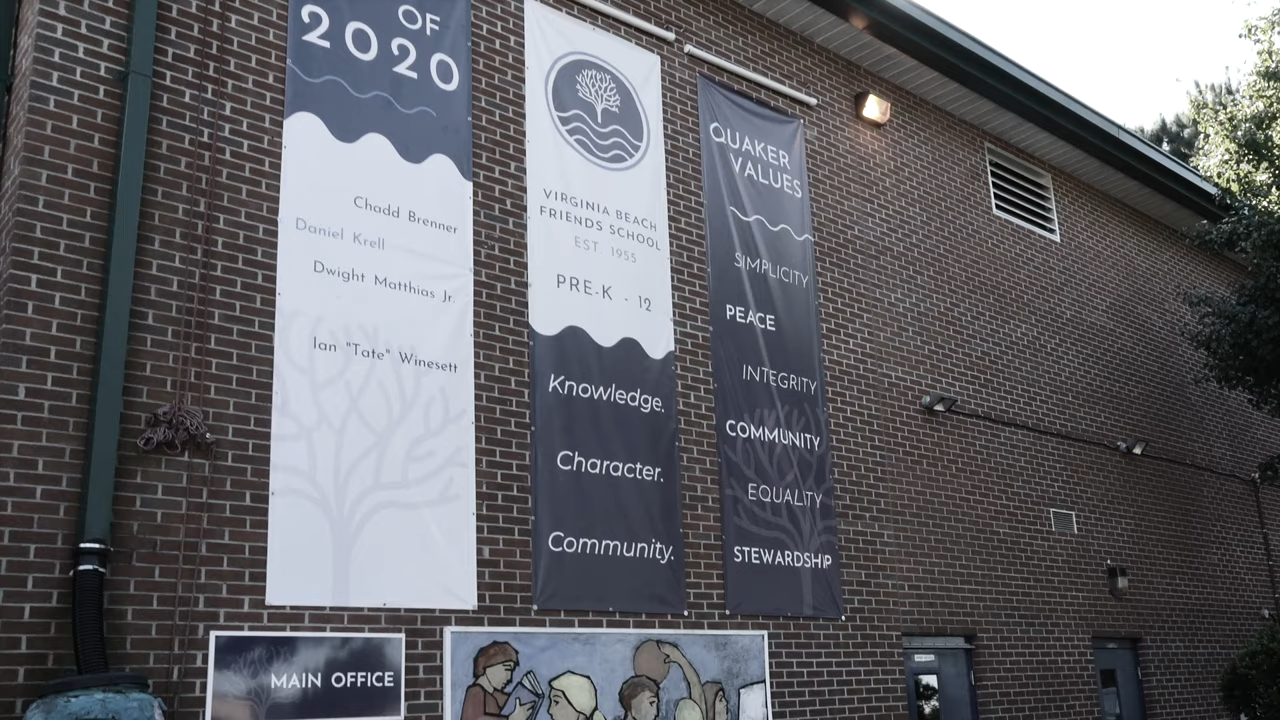 OF
2020
Chadd Brenner
Daniel Krell
Dwight Matthias Jr.
Ian "Tate" Winesett
VIRGINIA BEACH
FRIENDS SCHOOL
EST. 1955
PRE-K - 12
Knowledge.
Character.
Community.
QUAKER
VALUES
SIMPLICITY
PEACE
INTEGRITY
COMMUNITY
EQUALITY
STEWARDSHIP
MAIN OFFICE